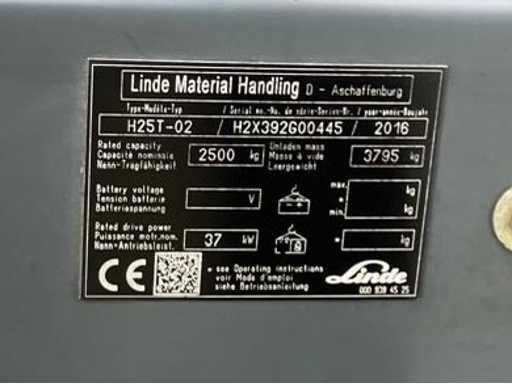 Linde Material Handling D - Aschaffenburg
Type-Modèle-Typ / Serial no.-No. de série-Serien-Nr. / year-année-Baujahr
H25T-02 / H2X392G00445 / 2016
Rated capacity Unladen mass
Capacité nominale 2500 kg Masse à vide 3795 kg
Nenn-Tragfähigkeit Leergewicht
Battery voltage max. kg
Tension batterie V
Batteriespannung min. kg
Rated drive power
Puissance motr.nom. 37 kW = kg
Nenn-Antriebsleist.
CE
see Operating instructions
voir Mode d'emploi
siehe Betriebsanleitung
Linde
000 939 45 25